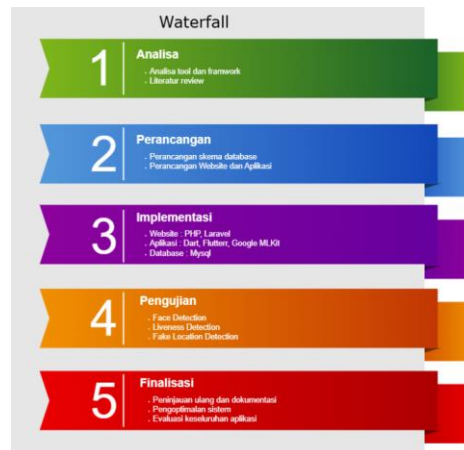 Waterfall
1
Analisa
. Analisa tool dan framwork
. Literatur review
2
Perancangan
. Perancangan skema database
. Perancangan Website dan Aplikasi
3
Implementasi
. Website : PHP, Laravel
. Aplikasi : Dart, Flutterr, Google MLKit
. Database : Mysql
4
Pengujian
. Face Detection
. Liveness Detection
. Fake Location Detection
5
Finalisasi
. Peninjauan ulang dan dokumentasi
. Pengoptimalan sistem
. Evaluasi keseluruhan aplikasi